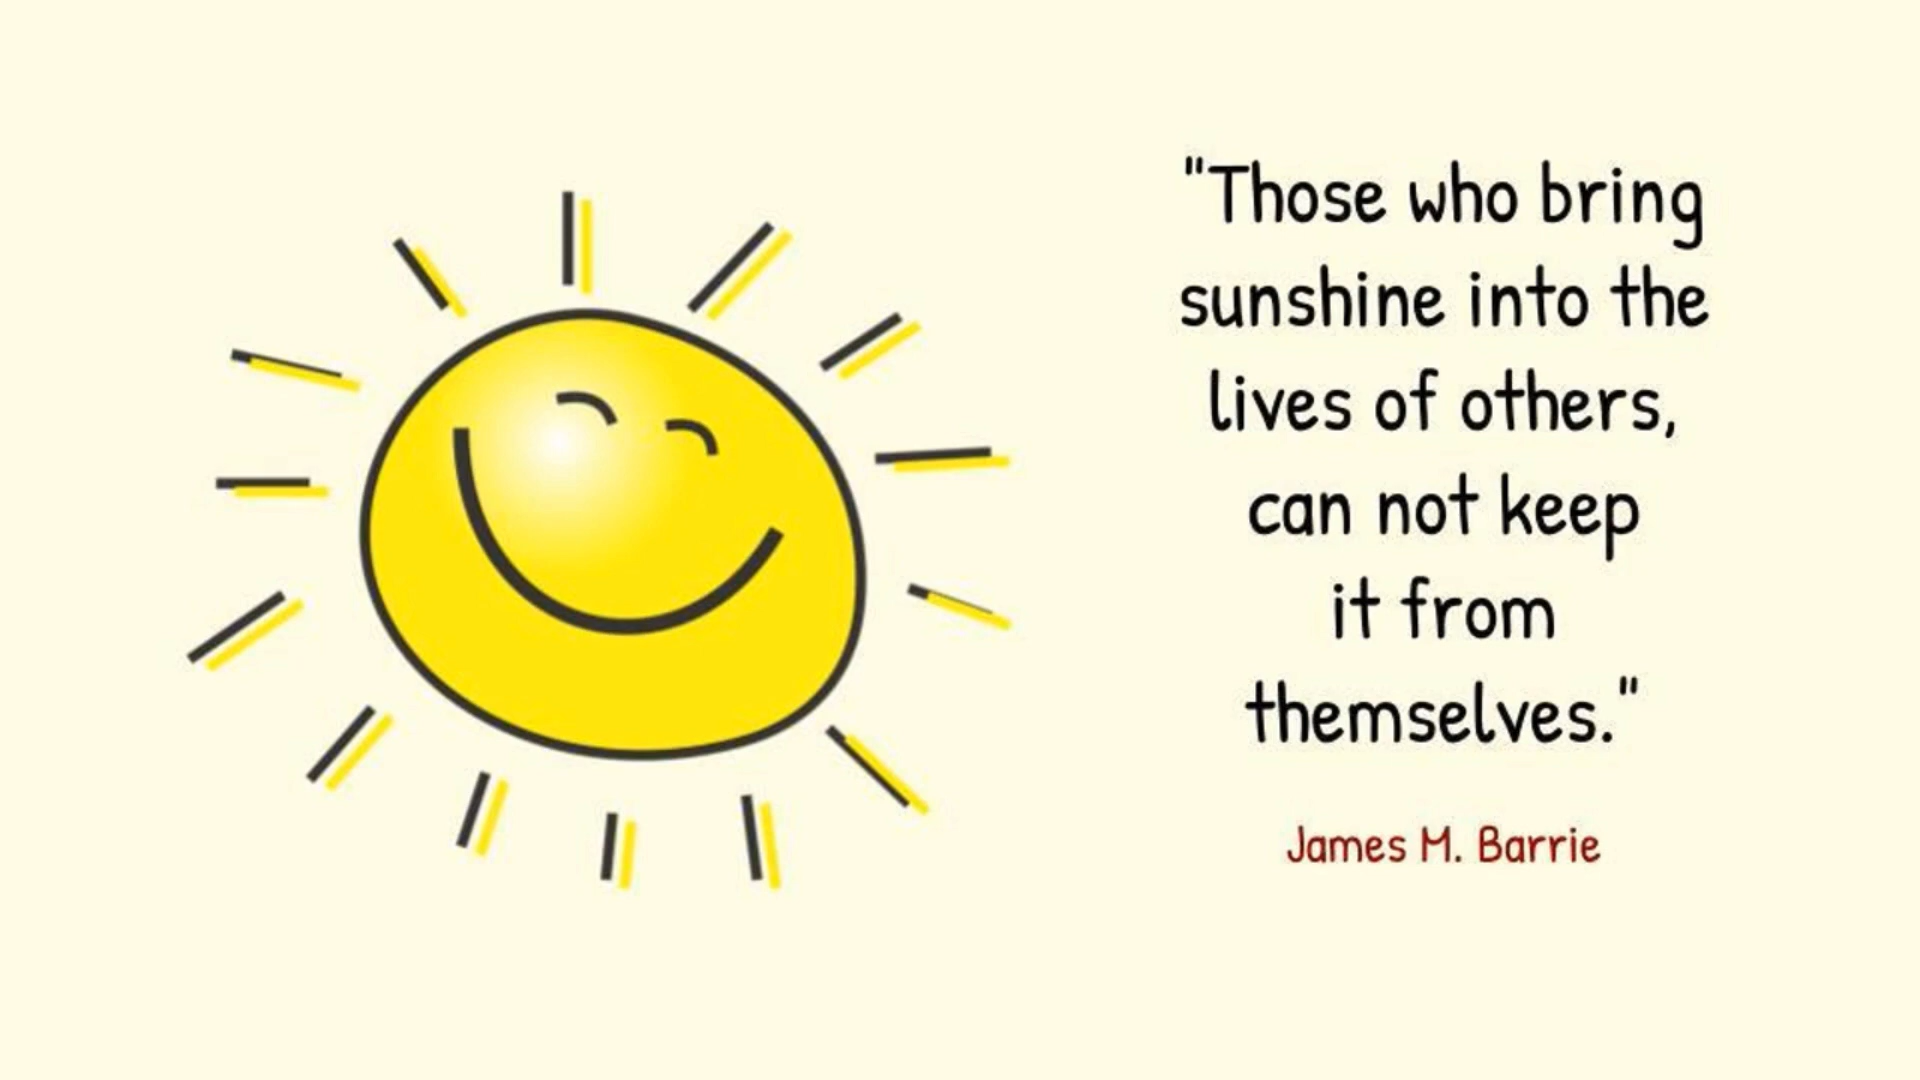 "Those who bring
sunshine into the
lives of others,
can not keep
it from
themselves."
James M. Barrie